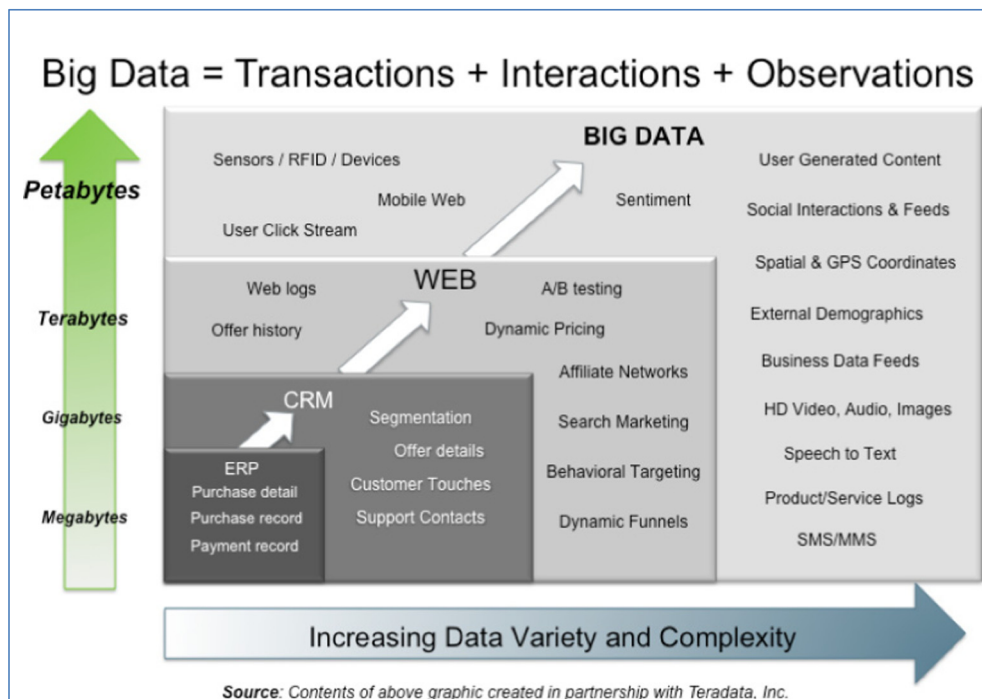 Big Data = Transactions + Interactions + Observations
BIG DATA
Sensors / RFID / Devices
User Generated Content
Petabytes
Mobile Web
Sentiment
Social Interactions & Feeds
User Click Stream
Spatial & GPS Coordinates
WEB
Web logs
A/B testing
Terabytes
Offer history
Dynamic Pricing
External Demographics
Affiliate Networks
Business Data Feeds
CRM
Gigabytes
Segmentation
Search Marketing
HD Video, Audio, Images
Offer details
Speech to Text
ERP
Behavioral Targeting
Purchase detail
Customer Touches
Product/Service Logs
Megabytes
Purchase record
Support Contacts
Dynamic Funnels
SMS/MMS
Payment record
Increasing Data Variety and Complexity
Source: Contents of above graphic created in partnership with Teradata, Inc.